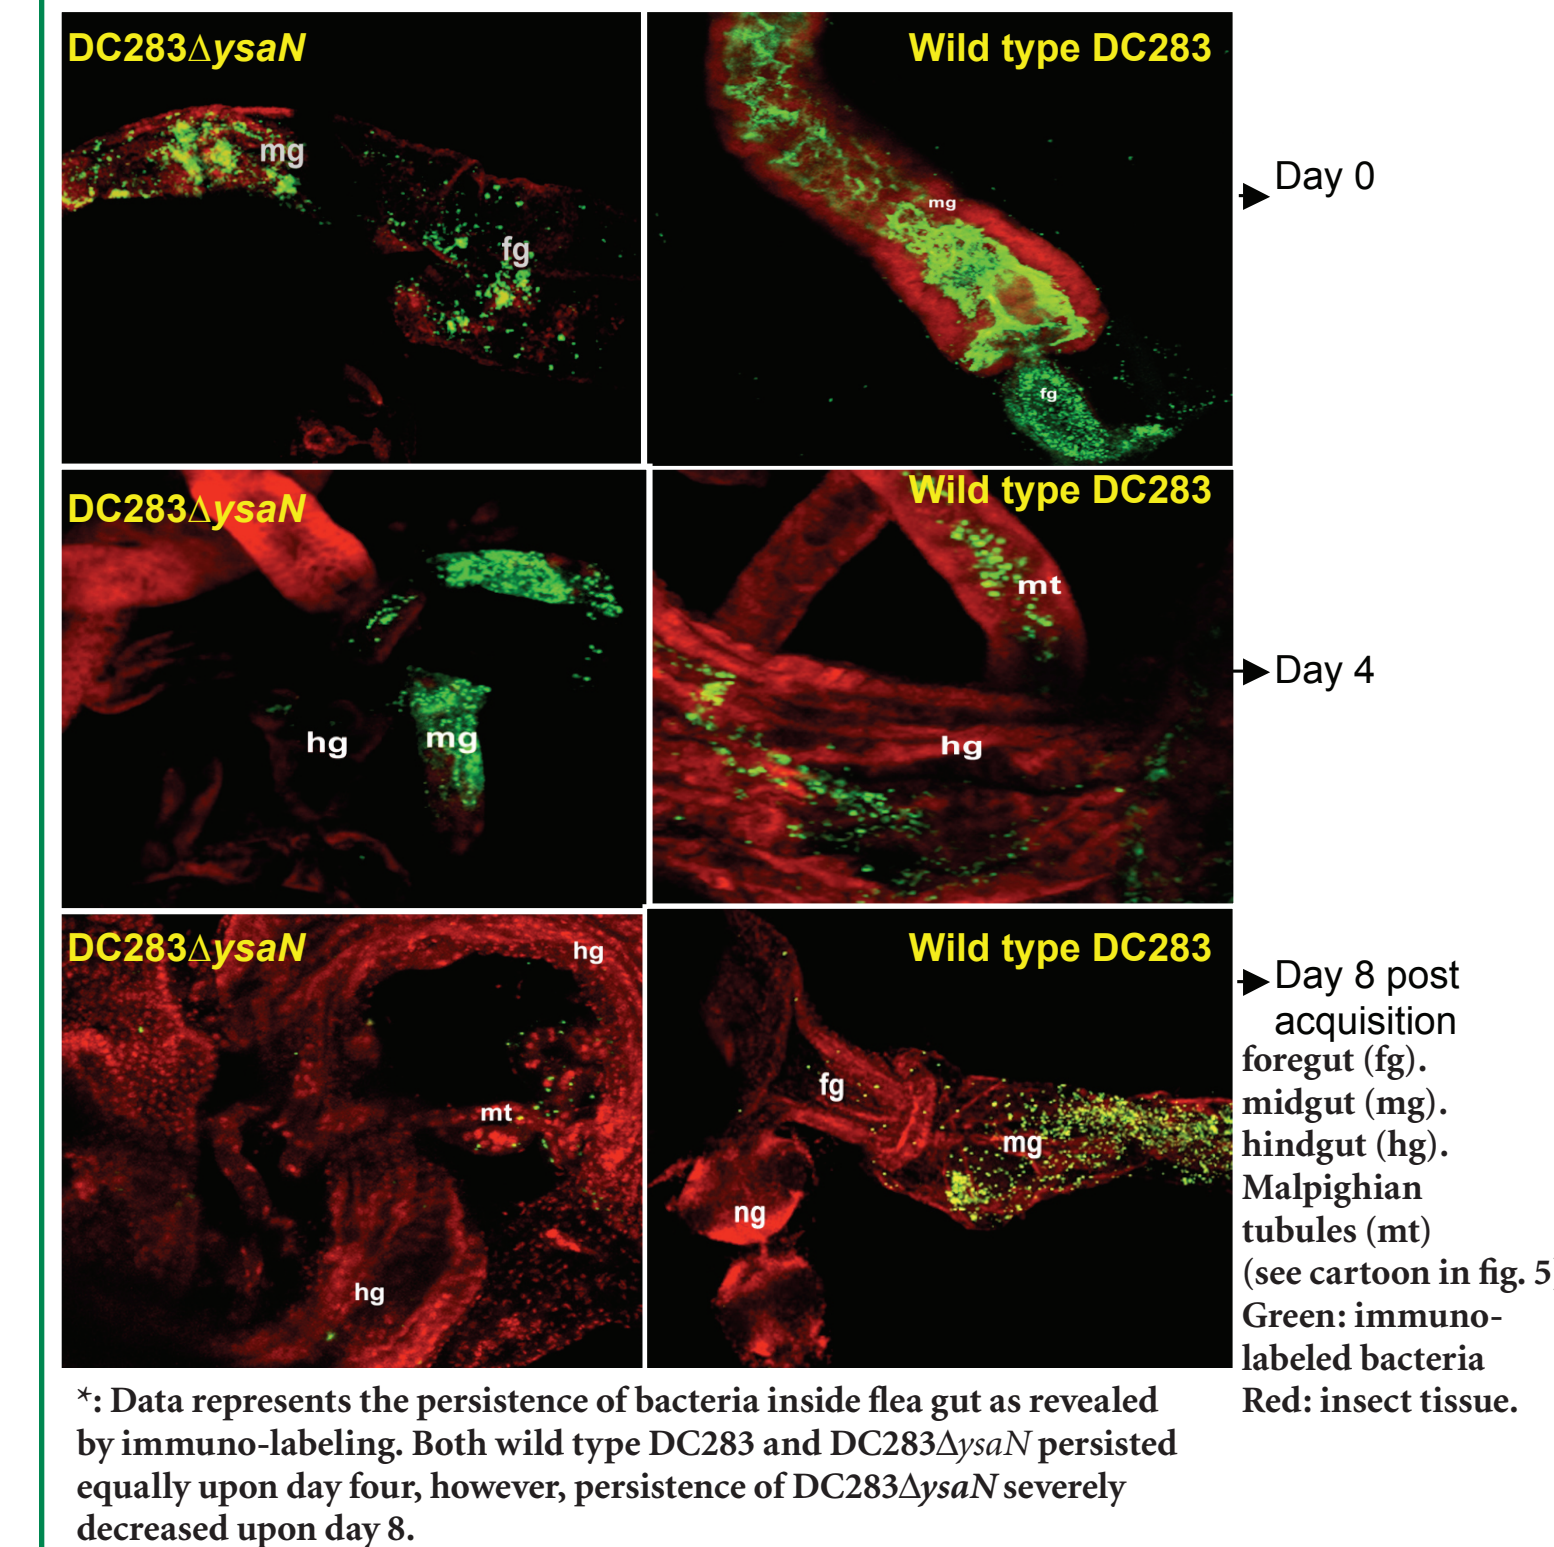 DC283ΔysaN
Wild type DC283
mg
fg
mg
fg
Day 0
DC283ΔysaN
Wild type DC283
hg
mg
mt
hg
Day 4
DC283ΔysaN
Wild type DC283
hg
mt
hg
fg
mg
ng
Day 8 post
acquisition
foregut (fg).
midgut (mg).
hindgut (hg).
Malpighian
tubules (mt)
(see cartoon in fig. 5)
Green: immuno-
labeled bacteria
Red: insect tissue.
*: Data represents the persistence of bacteria inside flea gut as revealed
by immuno-labeling. Both wild type DC283 and DC283ΔysaN persisted
equally upon day four, however, persistence of DC283ΔysaN severely
decreased upon day 8.